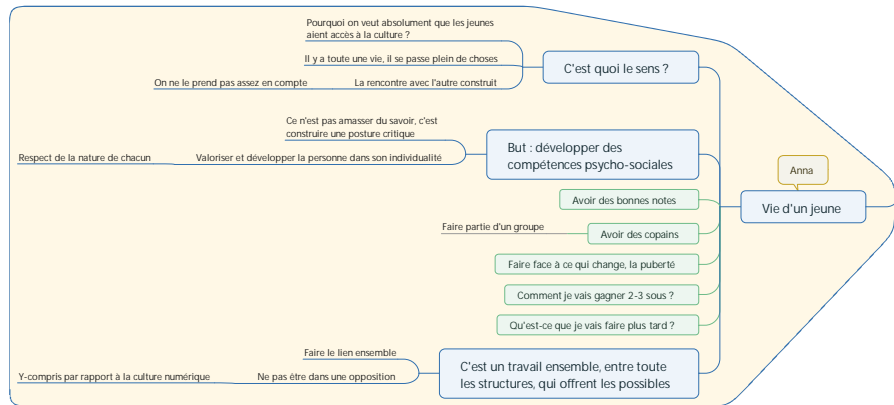 Anna
Vie d'un jeune
C'est quoi le sens ?
Pourquoi on veut absolument que les jeunes
aient accès à la culture ?
Il y a toute une vie, il se passe plein de choses
La rencontre avec l'autre construit
On ne le prend pas assez en compte
But : développer des
compétences psycho-sociales
Ce n'est pas amasser du savoir, c'est
construire une posture critique
Valoriser et développer la personne dans son individualité
Respect de la nature de chacun
Avoir des bonnes notes
Avoir des copains
Faire partie d'un groupe
Faire face à ce qui change, la puberté
Comment je vais gagner 2-3 sous ?
Qu'est-ce que je vais faire plus tard ?
C'est un travail ensemble, entre toute
les structures, qui offrent les possibles
Faire le lien ensemble
Ne pas être dans une opposition
Y-compris par rapport à la culture numérique